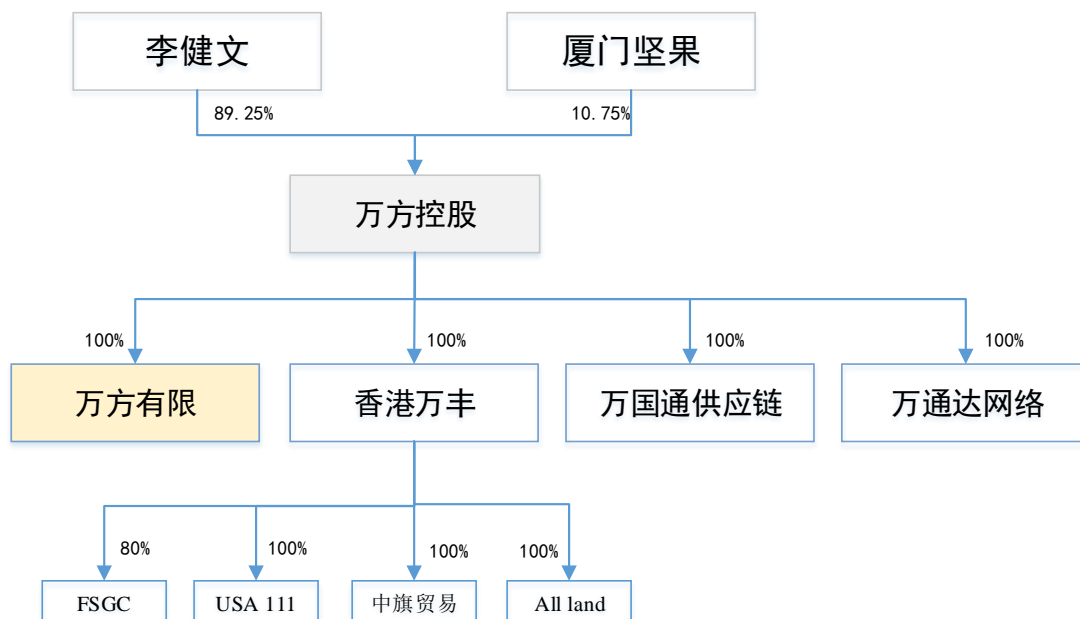 李健文
厦门坚果
89.25%
10.75%
万方控股
100%
100%
100%
100%
万方有限
香港万丰
万国通供应链
万通达网络
80%
100%
100%
100%
FSGC
USA 111
中旗贸易
All land